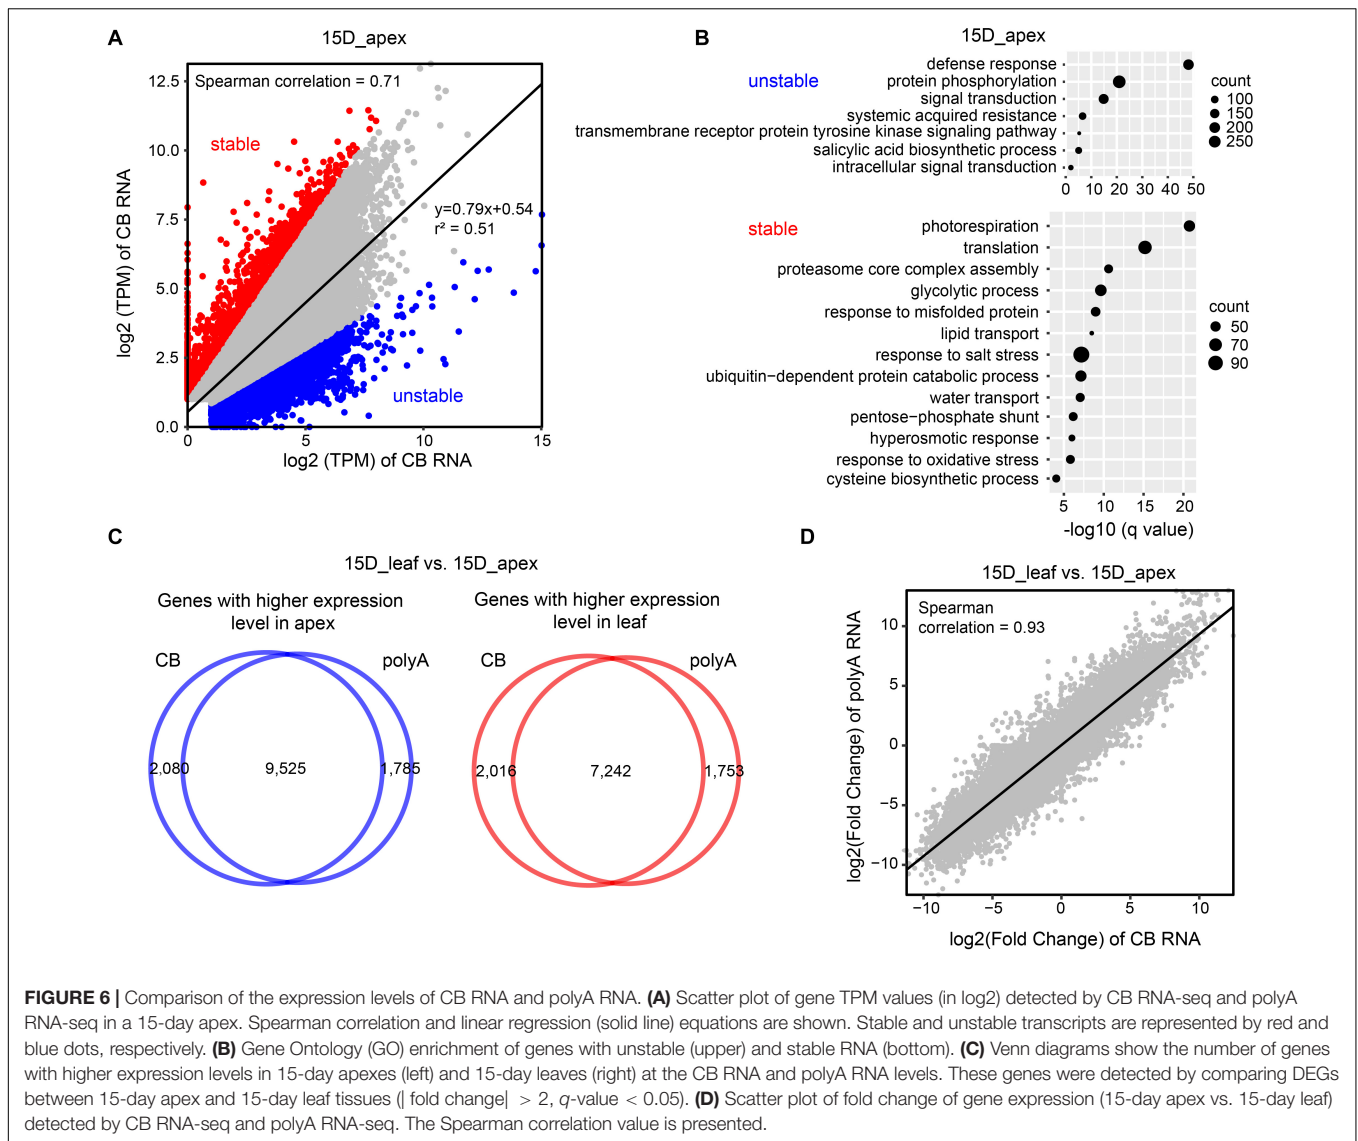 A
15D_apex
Spearman correlation = 0.71
stable
y=0.79x+0.54
r² = 0.51
unstable
log2 (TPM) of CB RNA
12.5
10.0
7.5
5.0
2.5
0.0
0 5 10 15
log2 (TPM) of CB RNA
B
15D_apex
unstable
defense response
protein phosphorylation
signal transduction
systemic acquired resistance
transmembrane receptor protein tyrosine kinase signaling pathway
salicylic acid biosynthetic process
intracellular signal transduction
0 10 20 30 40 50
count
100
150
200
250
stable
photorespiration
translation
proteasome core complex assembly
glycolytic process
response to misfolded protein
lipid transport
response to salt stress
ubiquitin−dependent protein catabolic process
water transport
pentose−phosphate shunt
hyperosmotic response
response to oxidative stress
cysteine biosynthetic process
5 10 15 20
-log10 (q value)
count
50
70
90
C
15D_leaf vs. 15D_apex
Genes with higher expression
level in apex
CB
polyA
2,080
9,525
1,785
Genes with higher expression
level in leaf
CB
polyA
2,016
7,242
1,753
D
15D_leaf vs. 15D_apex
Spearman
correlation = 0.93
log2(Fold Change) of polyA RNA
10
5
0
−5
−10
−10 −5 0 5 10
log2(Fold Change) of CB RNA
FIGURE 6 | Comparison of the expression levels of CB RNA and polyA RNA. (A) Scatter plot of gene TPM values (in log2) detected by CB RNA-seq and polyA
RNA-seq in a 15-day apex. Spearman correlation and linear regression (solid line) equations are shown. Stable and unstable transcripts are represented by red and
blue dots, respectively. (B) Gene Ontology (GO) enrichment of genes with unstable (upper) and stable RNA (bottom). (C) Venn diagrams show the number of genes
with higher expression levels in 15-day apexes (left) and 15-day leaves (right) at the CB RNA and polyA RNA levels. These genes were detected by comparing DEGs
between 15-day apex and 15-day leaf tissues (| fold change| > 2, q-value < 0.05). (D) Scatter plot of fold change of gene expression (15-day apex vs. 15-day leaf)
detected by CB RNA-seq and polyA RNA-seq. The Spearman correlation value is presented.